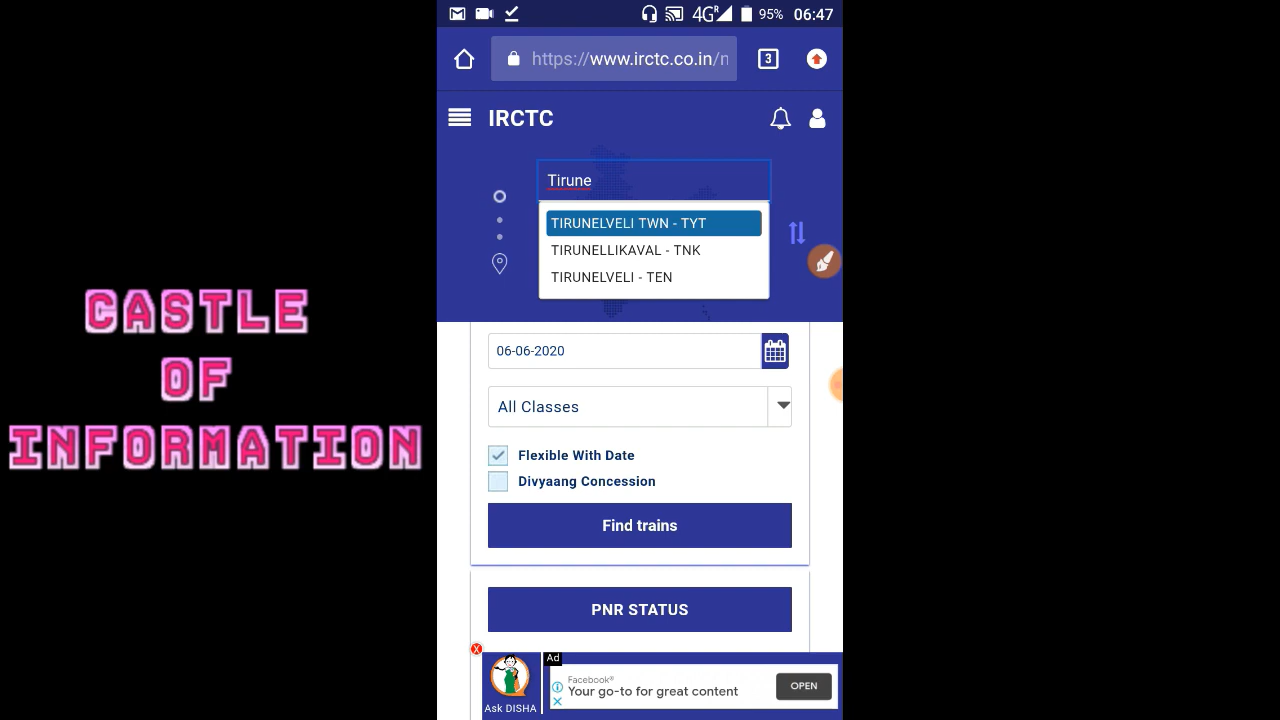 CASTLE
OF
INFORMATION
4G R 95% 06:47
https://www.irctc.co.in/n
3
IRCTC
Tirune
TIRUNELVELI TWN - TYT
TIRUNELLIKAVAL - TNK
TIRUNELVELI - TEN
06-06-2020
All Classes
Flexible With Date
Divyaang Concession
Find trains
PNR STATUS
X
Ask DISHA
Ad
Facebook®
Your go-to for great content
OPEN